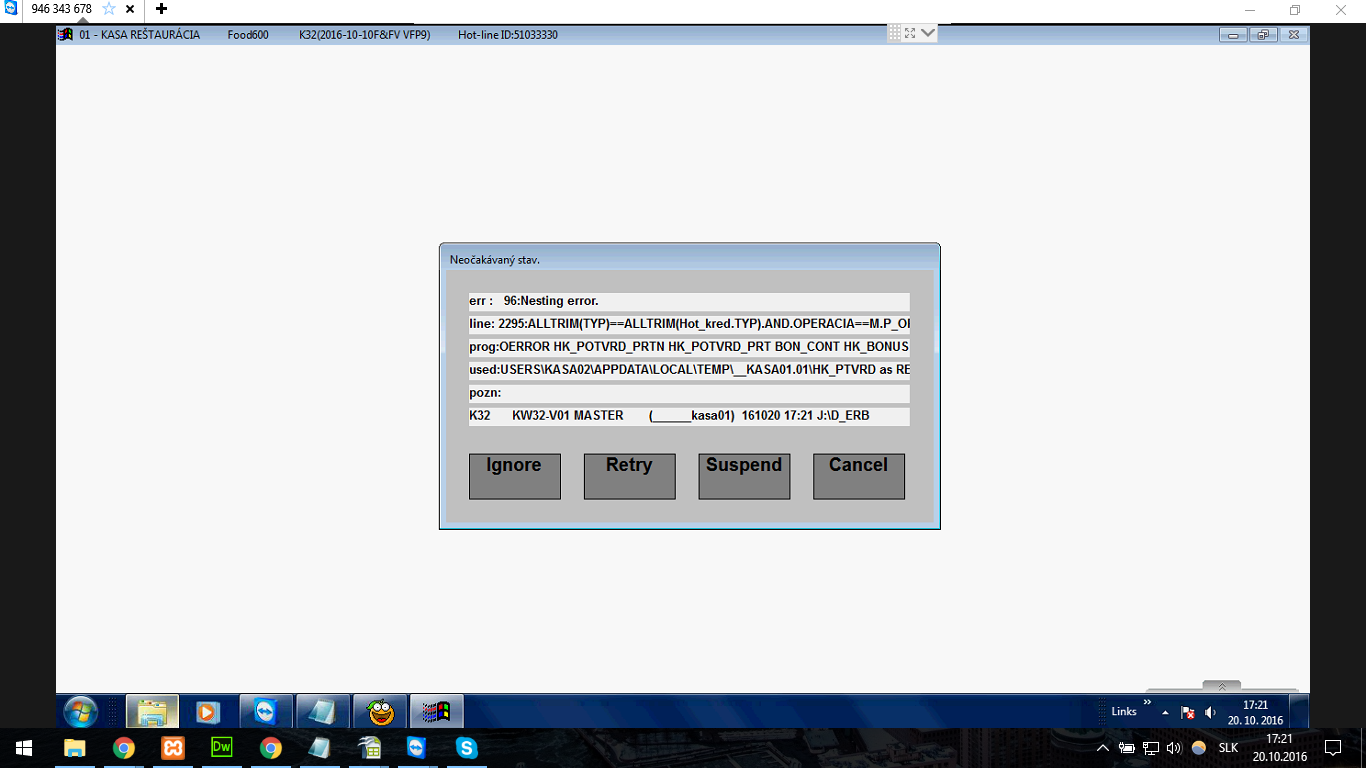 946 343 678
01 - KASA REŠTAURÁCIA Food600 K32(2016-10-10F&FV VFP9) Hot-line ID:51033330
Neočakávaný stav.
err : 96:Nesting error.
line: 2295:ALLTRIM(TYP)==ALLTRIM(Hot_kred.TYP).AND.OPERACIA==M.P_O
prog:OERROR HK_POTVRD_PRTN HK_POTVRD_PRT BON_CONT HK_BONUS
used:USERS\KASA02\APPDATA\LOCAL\TEMP\__KASA01.01\HK_PTVRD as RE
pozn:
K32 KW32-V01 MASTER (______kasa01) 161020 17:21 J:\D_ERB
Ignore Retry Suspend Cancel
Links »
17:21
20. 10. 2016
Dw
SLK
17:21
20.10.2016